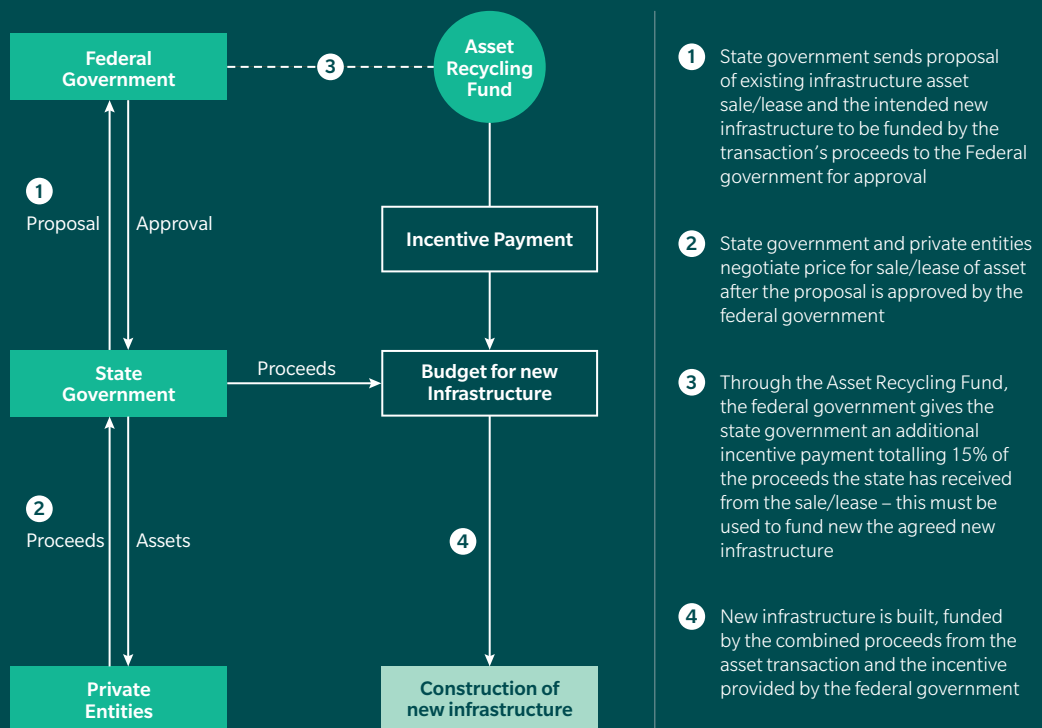 Federal
Government
3
Asset
Recycling
Fund
1
Proposal
Approval
Incentive Payment
State
Government
Proceeds
Budget for new
Infrastructure
2
Proceeds
Assets
4
Private
Entities
Construction of
new infrastructure
1
State government sends proposal
of existing infrastructure asset
sale/lease and the intended new
infrastructure to be funded by the
transaction’s proceeds to the Federal
government for approval
2
State government and private entities
negotiate price for sale/lease of asset
after the proposal is approved by the
federal government
3
Through the Asset Recycling Fund,
the federal government gives the
state government an additional
incentive payment totalling 15% of
the proceeds the state has received
from the sale/lease – this must be
used to fund new the agreed new
infrastructure
4
New infrastructure is built, funded
by the combined proceeds from the
asset transaction and the incentive
provided by the federal government